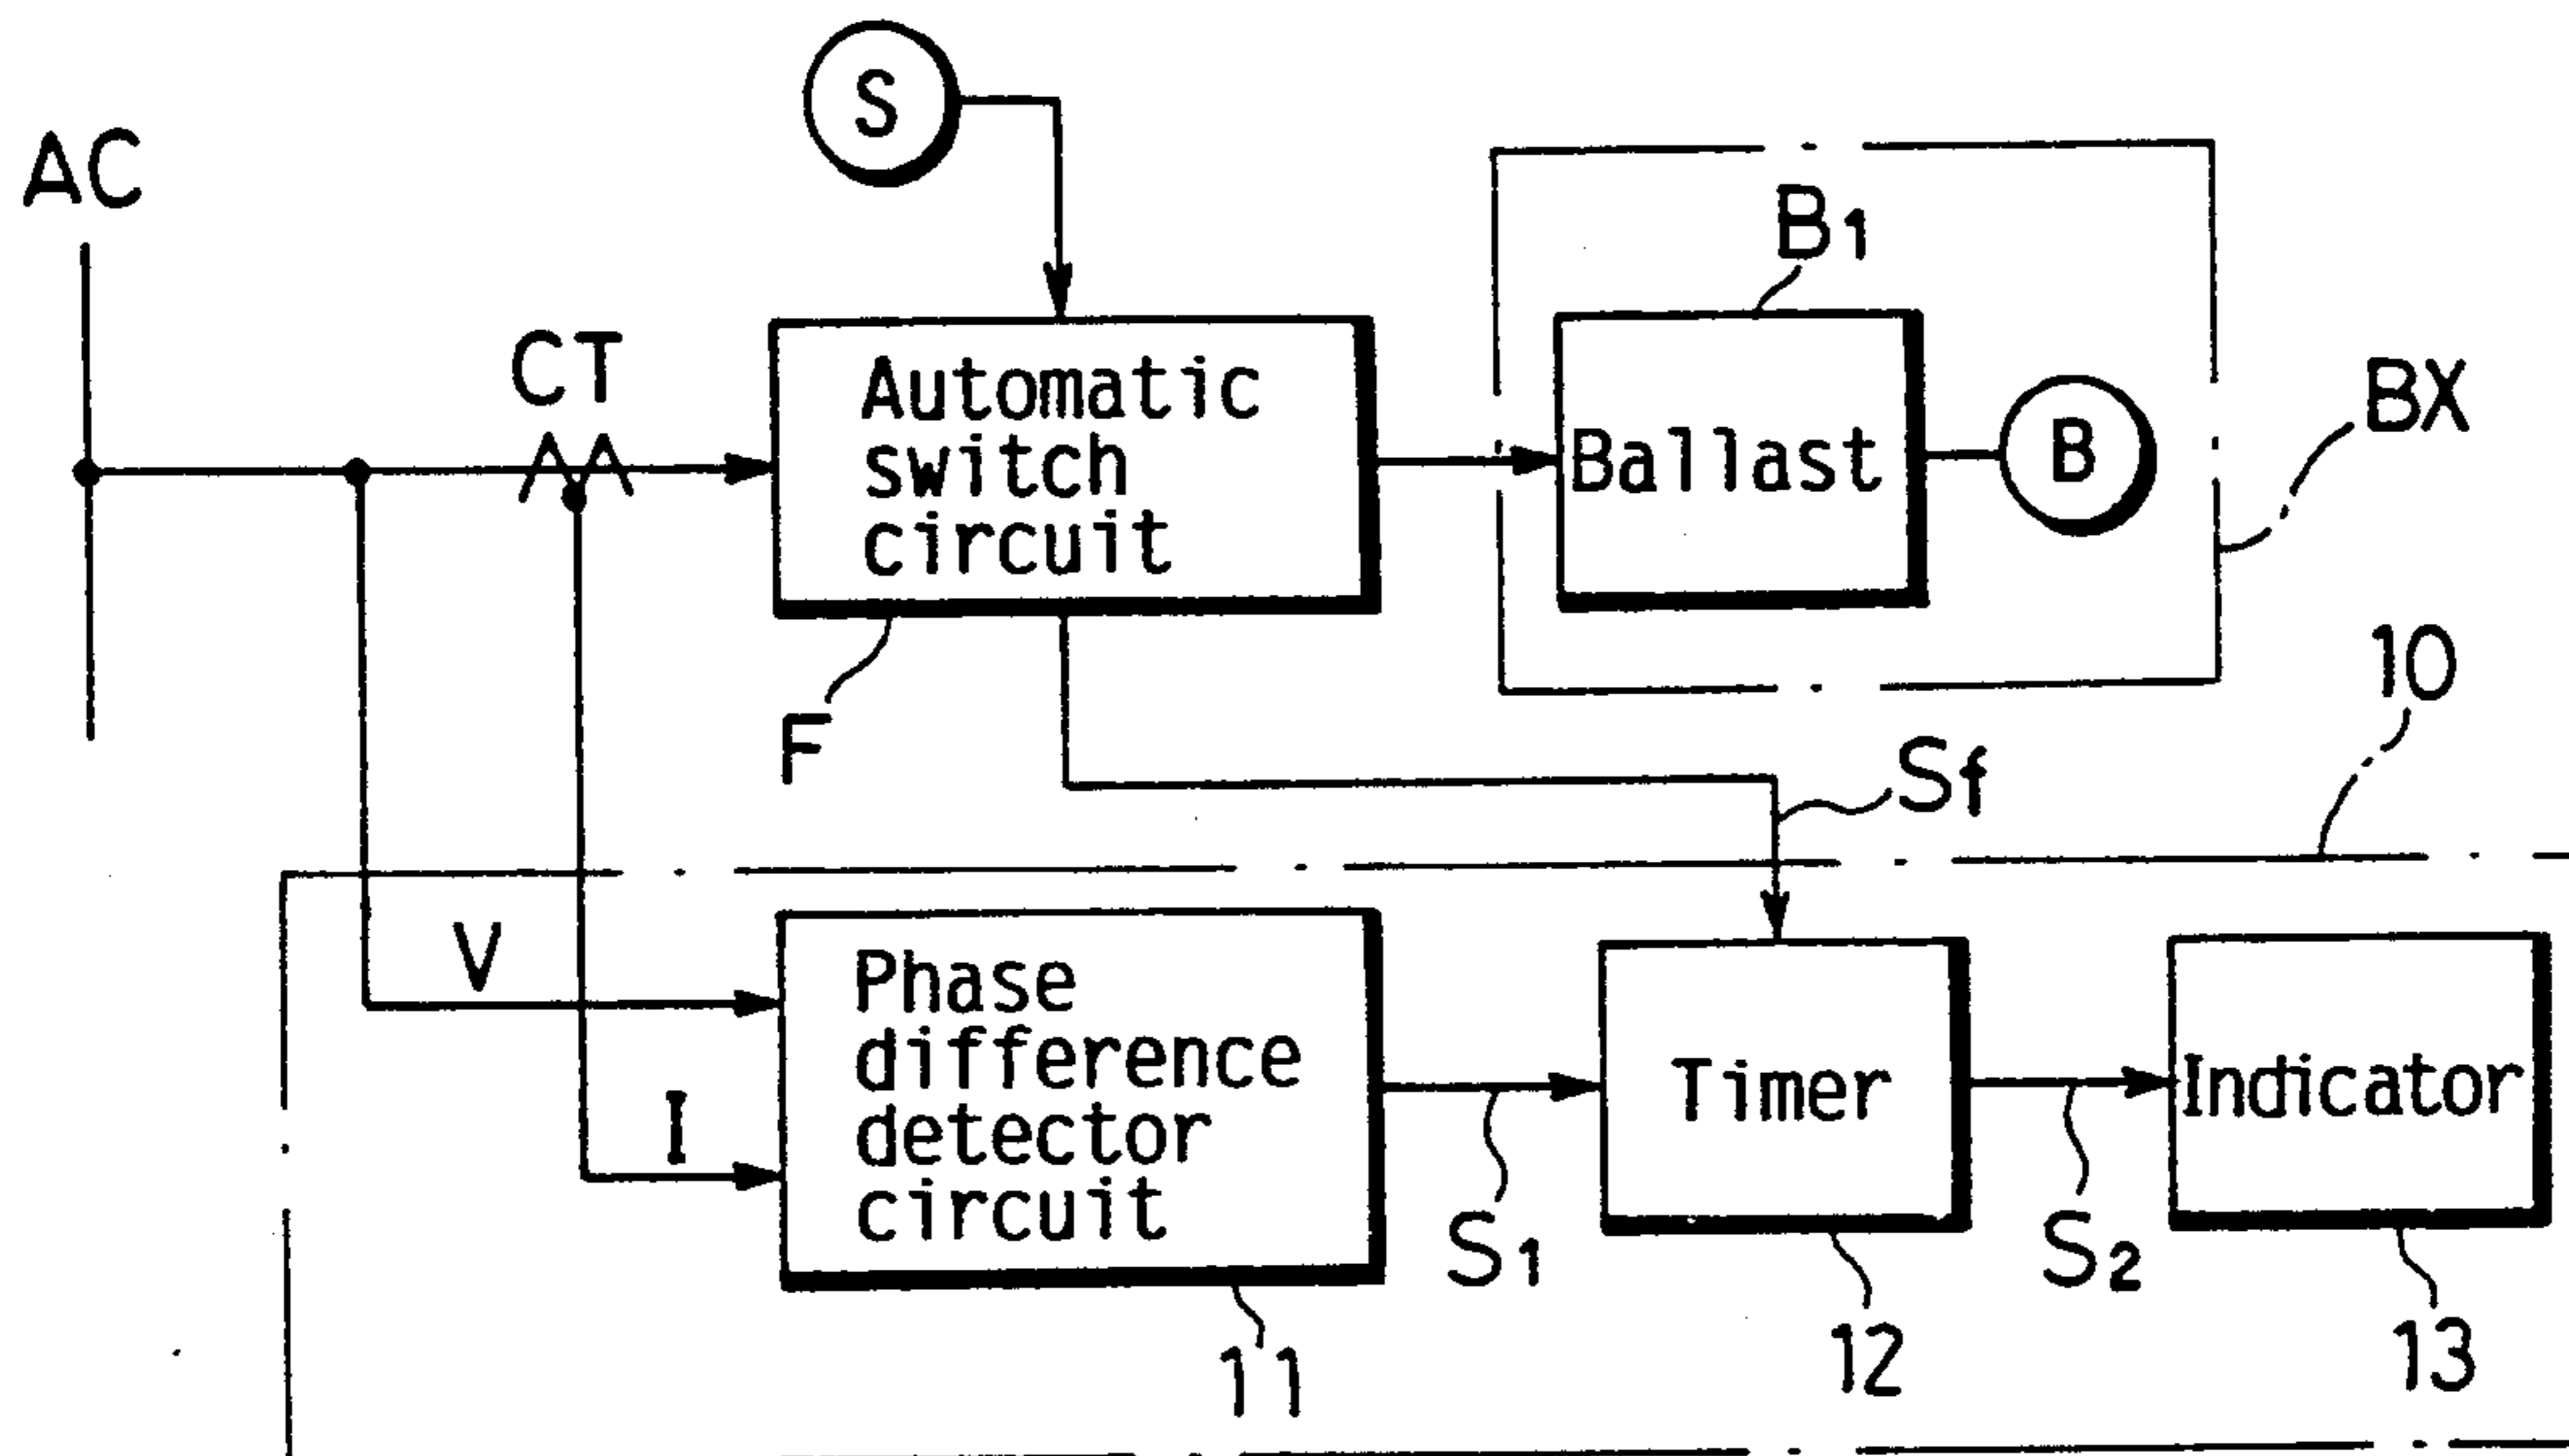 S
AC
B1
CT
Automatic
switch
circuit
Ballast
B
BX
F
Sf
10
V
I
Phase
difference
detector
circuit
Timer
Indicator
S1
S2
11
12
13